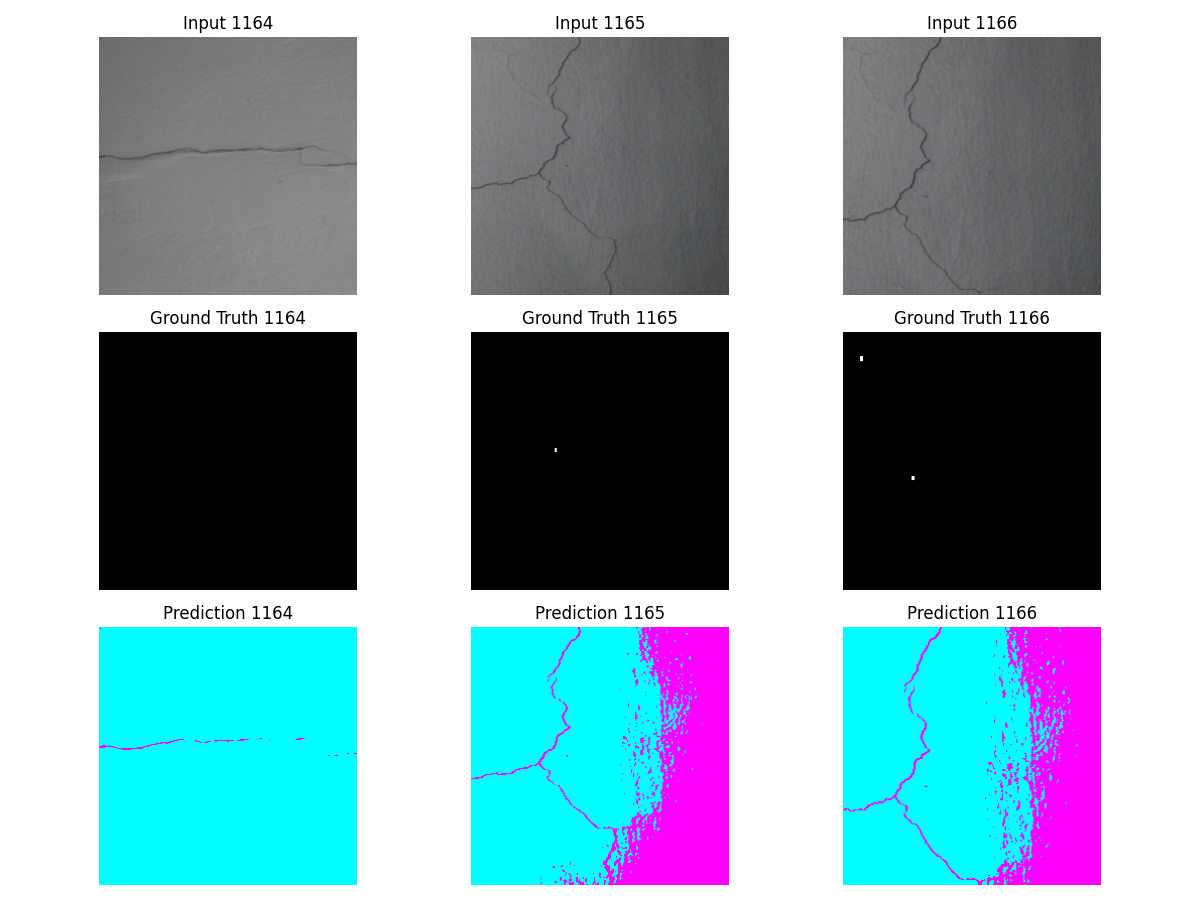 Input 1164
Input 1165
Input 1166
Ground Truth 1164
Ground Truth 1165
Ground Truth 1166
Prediction 1164
Prediction 1165
Prediction 1166